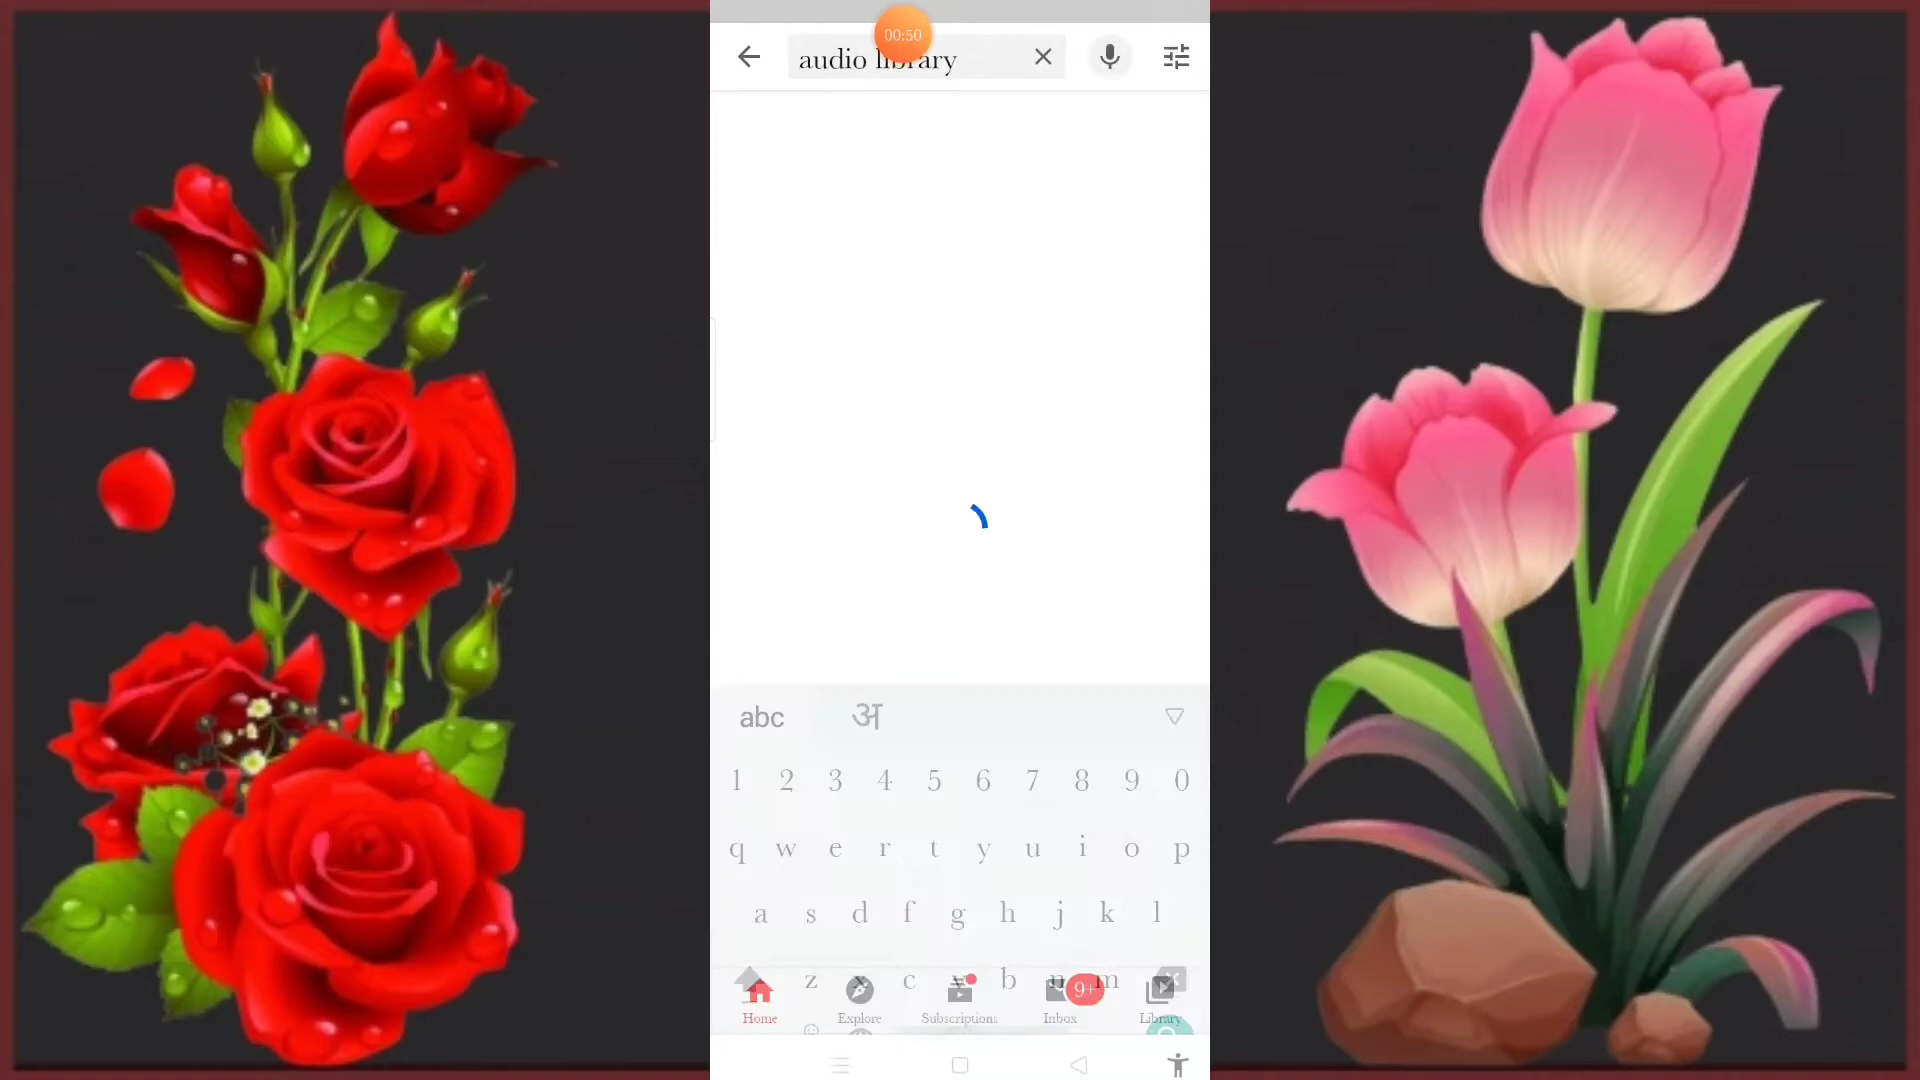 00:50
audio library
abc अ
1 2 3 4 5 6 7 8 9 0
q w e r t y u i o p
a s d f g h j k l
z x c v b n m
9+
Home Explore Subscriptions Inbox Library